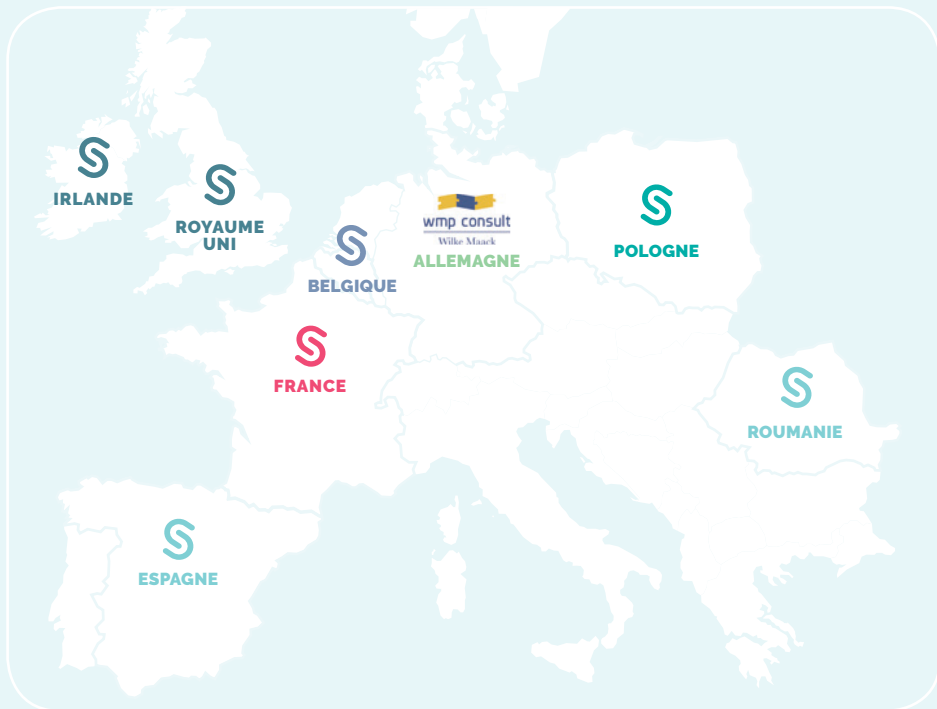 IRLANDE
ROYAUME
UNI
wmp consult
Wilke Maack
ALLEMAGNE
POLOGNE
BELGIQUE
FRANCE
ROUMANIE
ESPAGNE